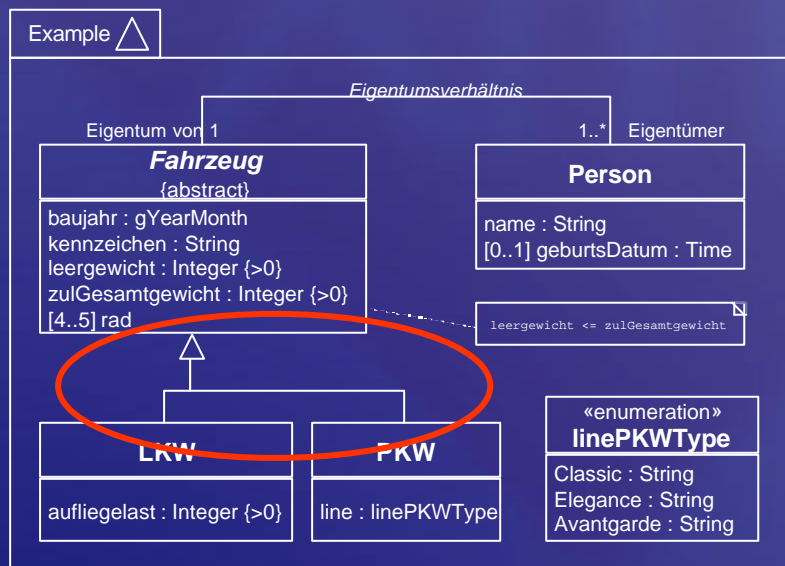 Example
Eigentumsverhältnis
Eigentum von 1
1..* Eigentümer
Fahrzeug
{abstract}
baujahr : gYearMonth
kennzeichen : String
leergewicht : Integer {>0}
zulGesamtgewicht : Integer {>0}
[4..5] rad
Person
name : String
[0..1] geburtsDatum : Time
leergewicht <= zulGesamtgewicht
LKW
aufliegelast : Integer {>0}
PKW
line : linePKWType
«enumeration»
linePKWType
Classic : String
Elegance : String
Avantgarde : String